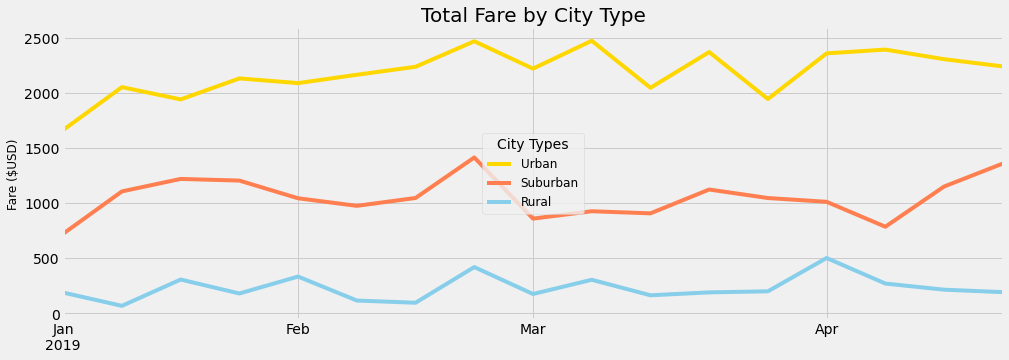 Total Fare by City Type
2500
2000
1500
1000
500
0
Fare ($USD)
City Types
Urban
Suburban
Rural
Jan
2019
Feb
Mar
Apr